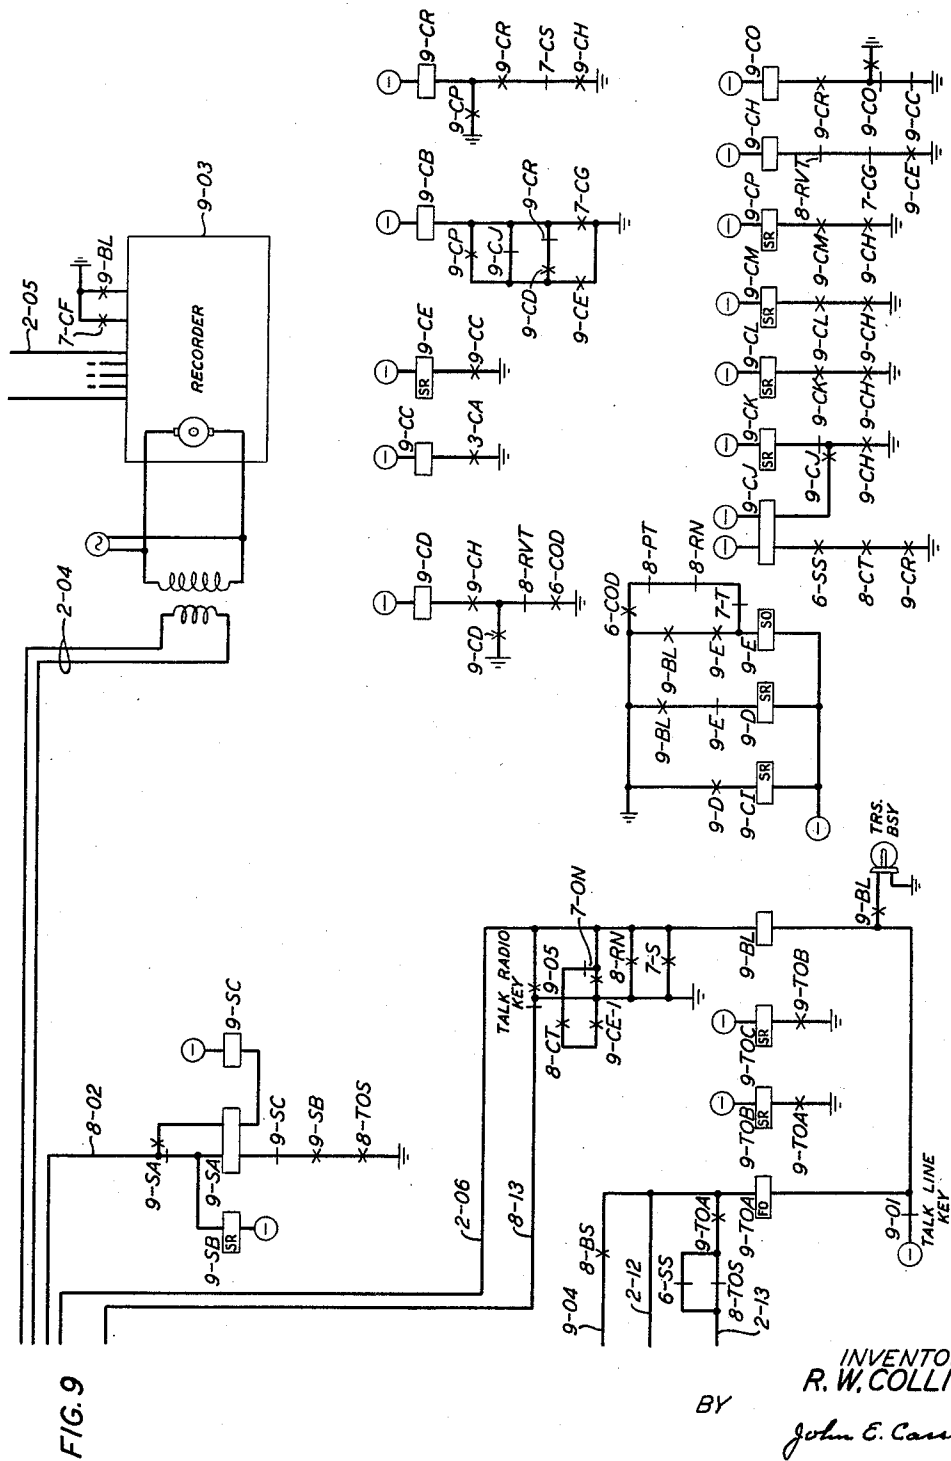 FIG. 9
2-04
2-05
7-CF
9-BL
9-03
RECORDER
8-02
9-SA
9-SB
SR
9-SA
9-SC
9-SC
9-SB
8-TOS
9-CD
9-CH
9-CD
8-RVT
6-COD
9-CC
3-CA
9-CE
SR
9-CC
9-CB
9-CP
9-CJ
9-CR
9-CD
7-CG
9-CE
9-CR
9-CP
9-CR
7-CS
9-CH
2-06
8-13
TALK RADIO
KEY
9-05
8-CT
7-ON
9-CE-1
8-RN
7-S
9-BL
9-04
8-BS
2-12
6-SS
9-TOA
8-TOS
2-13
9-TOA
FO
9-TOB
SR
9-TOA
9-TOC
SR
9-TOB
9-BL
TRS.
BSY
9-01
TALK LINE
KEY
6-COD
8-PT
8-RN
7-T
9-BL
9-E
9-E
SO
9-BL
9-E
9-D
SR
9-D
9-CI
SR
9-CJ
6-SS
8-CT
9-CR
9-CK
SR
9-CJ
9-CH
9-CL
SR
9-CK
9-CH
9-CM
SR
9-CL
9-CH
9-CP
SR
9-CM
9-CH
9-CH
8-RVT
7-CG
9-CE
9-CO
9-CR
9-CO
9-CC
INVENTO
R. W. COLLI
BY
John E. Cass